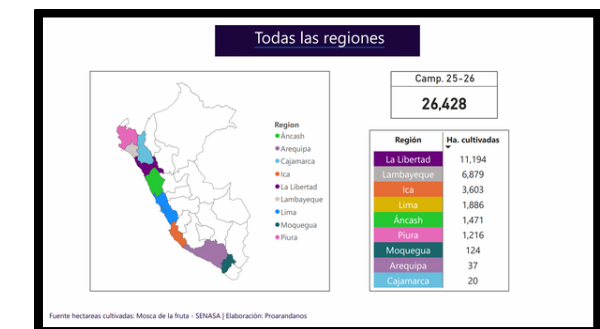 Todas las regiones
Camp. 25-26
26,428
Region
Áncash
Arequipa
Cajamarca
Ica
La Libertad
Lambayeque
Lima
Moquegua
Piura
Región Ha. cultivadas
La Libertad 11,194
Lambayeque 6,879
Ica 3,603
Lima 1,886
Áncash 1,471
Piura 1,216
Moquegua 124
Arequipa 37
Cajamarca 20
Fuente hectareas cultivadas: Mosca de la fruta - SENASA | Elaboración: Proarandanos